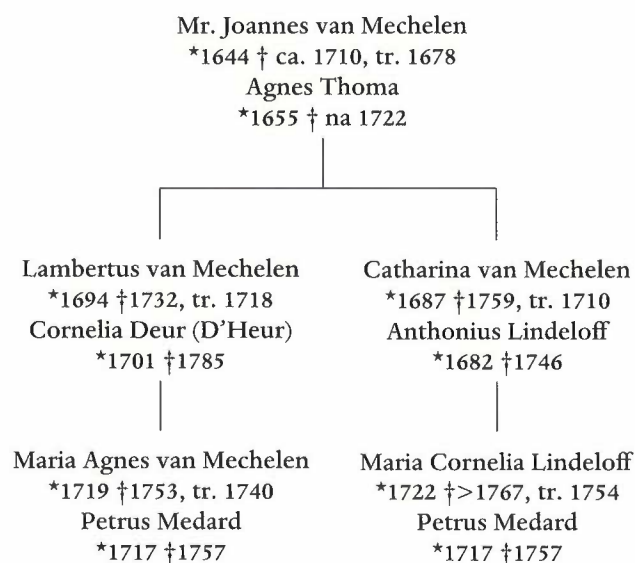 Mr. Joannes van Mechelen
*1644 † ca. 1710, tr. 1678
Agnes Thoma
*1655 † na 1722
Lambertus van Mechelen
*1694 †1732, tr. 1718
Cornelia Deur (D'Heur)
*1701 †1785
Catharina van Mechelen
*1687 †1759, tr. 1710
Anthonius Lindeloff
*1682 †1746
Maria Agnes van Mechelen
*1719 †1753, tr. 1740
Petrus Medard
*1717 †1757
Maria Cornelia Lindeloff
*1722 †>1767, tr. 1754
Petrus Medard
*1717 †1757